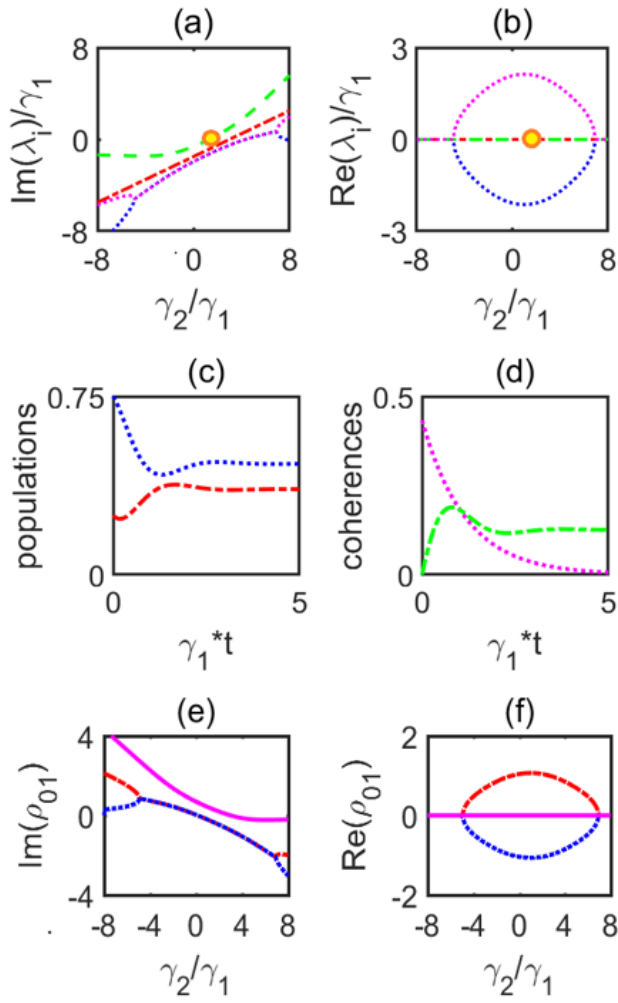 (a)
8
0
-8
Im(λᵢ)/γ₁
-8 0 8
γ₂/γ₁
(b)
3
0
-3
Re(λᵢ)/γ₁
-8 0 8
γ₂/γ₁
(c)
0.75
0
populations
0 5
γ₁*t
(d)
0.5
0
coherences
0 5
γ₁*t
(e)
4
0
-4
Im(ρ₀₁)
-8 -4 0 4 8
γ₂/γ₁
(f)
2
0
-2
Re(ρ₀₁)
-8 -4 0 4 8
γ₂/γ₁